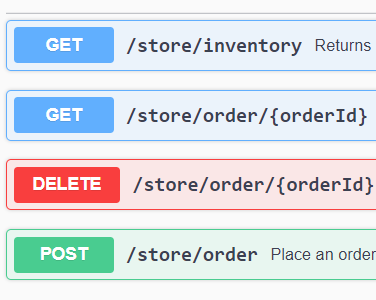 GET /store/inventory Returns
GET /store/order/{orderId}
DELETE /store/order/{orderId}
POST /store/order Place an order